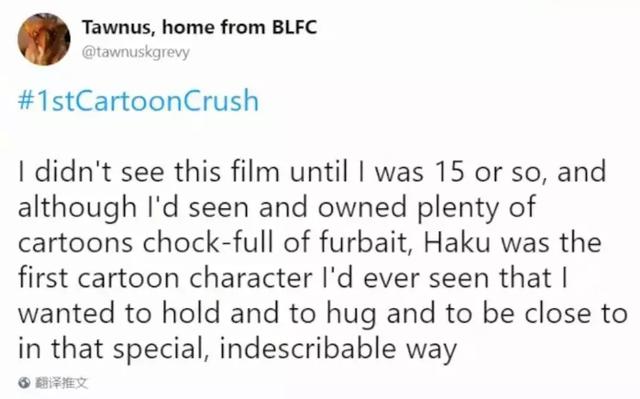 Tawnus, home from BLFC
@tawnuskgrevy
#1stCartoonCrush
I didn't see this film until I was 15 or so, and
although I'd seen and owned plenty of
cartoons chock-full of furbait, Haku was the
first cartoon character I'd ever seen that I
wanted to hold and to hug and to be close to
in that special, indescribable way
翻译推文